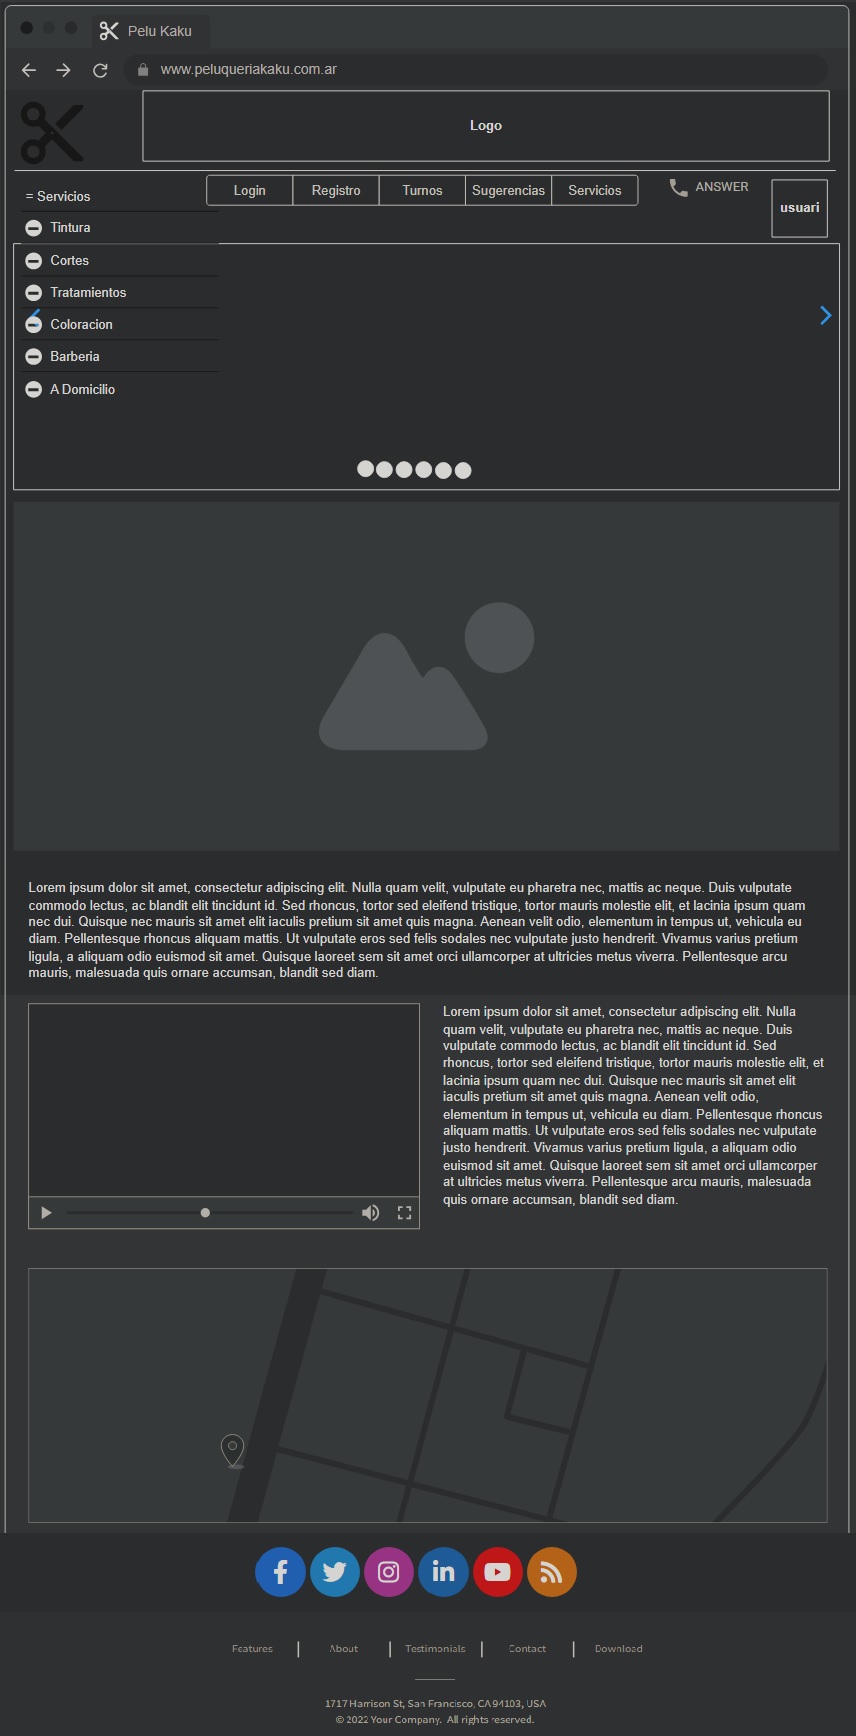 Pelu Kaku
www.peluqueriakaku.com.ar
Logo
Login Registro Turnos Sugerencias Servicios
ANSWER
usuari
= Servicios
Tintura
Cortes
Tratamientos
Coloracion
Barberia
A Domicilio
Lorem ipsum dolor sit amet, consectetur adipiscing elit. Nulla quam velit, vulputate eu pharetra nec, mattis ac neque. Duis vulputate
commodo lectus, ac blandit elit tincidunt id. Sed rhoncus, tortor sed eleifend tristique, tortor mauris molestie elit, et lacinia ipsum quam
nec dui. Quisque nec mauris sit amet elit iaculis pretium sit amet quis magna. Aenean velit odio, elementum in tempus ut, vehicula eu
diam. Pellentesque rhoncus aliquam mattis. Ut vulputate eros sed felis sodales nec vulputate justo hendrerit. Vivamus varius pretium
ligula, a aliquam odio euismod sit amet. Quisque laoreet sem sit amet orci ullamcorper at ultricies metus viverra. Pellentesque arcu
mauris, malesuada quis ornare accumsan, blandit sed diam.
Lorem ipsum dolor sit amet, consectetur adipiscing elit. Nulla
quam velit, vulputate eu pharetra nec, mattis ac neque. Duis
vulputate commodo lectus, ac blandit elit tincidunt id. Sed
rhoncus, tortor sed eleifend tristique, tortor mauris molestie elit, et
lacinia ipsum quam nec dui. Quisque nec mauris sit amet elit
iaculis pretium sit amet quis magna. Aenean velit odio,
elementum in tempus ut, vehicula eu diam. Pellentesque rhoncus
aliquam mattis. Ut vulputate eros sed felis sodales nec vulputate
justo hendrerit. Vivamus varius pretium ligula, a aliquam odio
euismod sit amet. Quisque laoreet sem sit amet orci ullamcorper
at ultricies metus viverra. Pellentesque arcu mauris, malesuada
quis ornare accumsan, blandit sed diam.
Features | About | Testimonials | Contact | Download
1717 Harrison St, San Francisco, CA 94103, USA
© 2022 Your Company. All rights reserved.